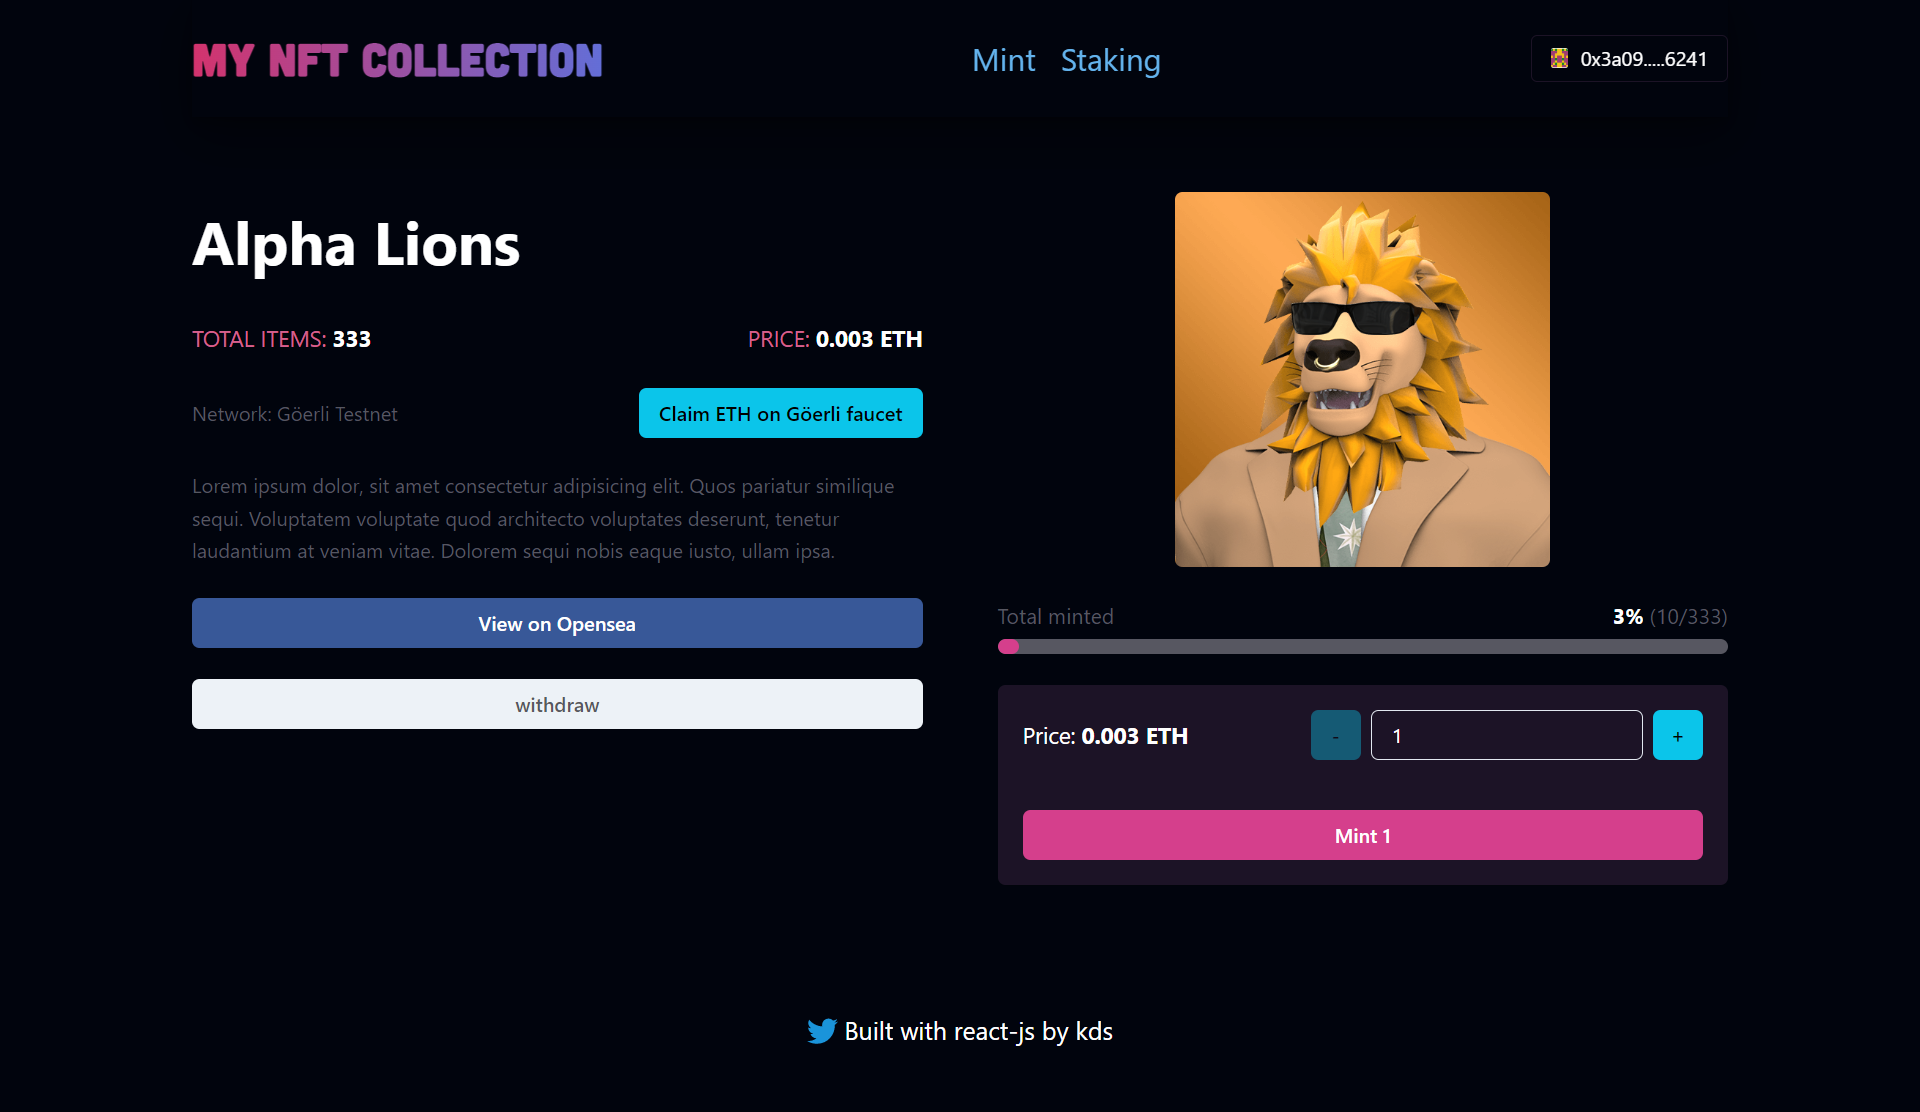 MY NFT COLLECTION
Mint Staking
0x3a09.....6241
Alpha Lions
TOTAL ITEMS: 333
PRICE: 0.003 ETH
Network: Göerli Testnet
Claim ETH on Göerli faucet
Lorem ipsum dolor, sit amet consectetur adipisicing elit. Quos pariatur similique
sequi. Voluptatem voluptate quod architecto voluptates deserunt, tenetur
laudantium at veniam vitae. Dolorem sequi nobis eaque iusto, ullam ipsa.
View on Opensea
withdraw
Total minted
3% (10/333)
Price: 0.003 ETH
- 1 +
Mint 1
Built with react-js by kds